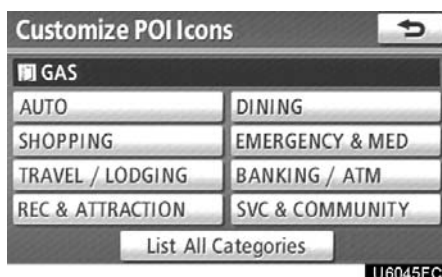 Customize POI Icons
GAS
AUTO DINING
SHOPPING EMERGENCY & MED
TRAVEL / LODGING BANKING / ATM
REC & ATTRACTION SVC & COMMUNITY
List All Categories
U6045EC